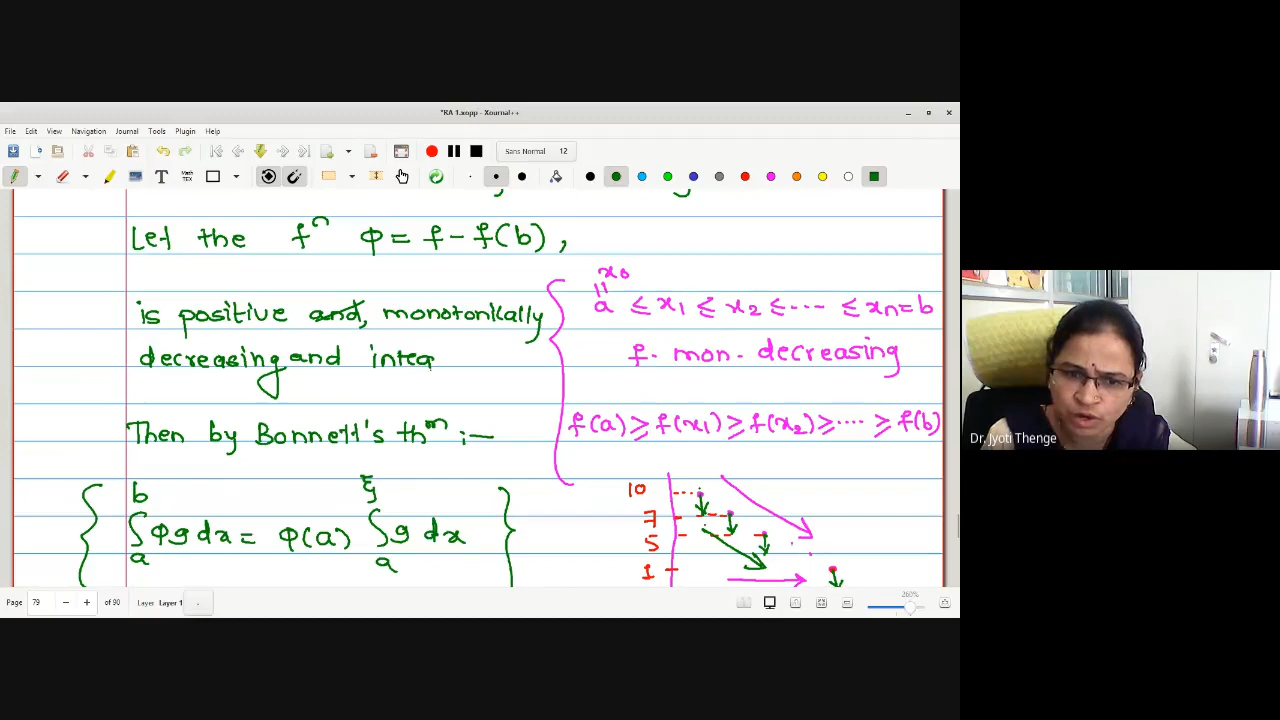 *RA 1.xopp - Xournal++
File Edit View Navigation Journal Tools Plugin Help
Sans Normal 12
Let the fⁿ φ = f - f(b),
is positive and, monotonically
decreasing and integ
Then by Bonnett's thᵐ :-
b
∫ φg dx = φ(a)
a
ξ
∫ g dx
a
x₀
॥
a ≤ x₁ ≤ x₂ ≤ ---- ≤ xₙ = b
f. mon. decreasing
f(a) ≥ f(x₁) ≥ f(x₂) ≥ ---- ≥ f(b)
10
7
5
1
Page 79 of 90 Layer Layer 1 260%
Dr. Jyoti Thenge